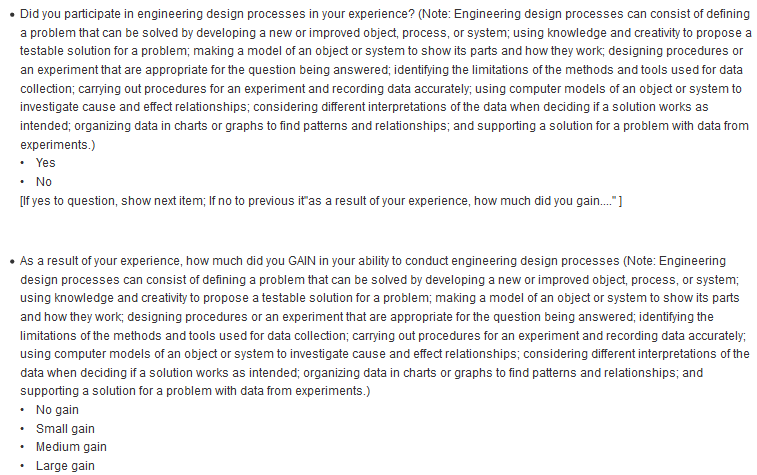 • Did you participate in engineering design processes in your experience? (Note: Engineering design processes can consist of defining
a problem that can be solved by developing a new or improved object, process, or system; using knowledge and creativity to propose a
testable solution for a problem; making a model of an object or system to show its parts and how they work; designing procedures or
an experiment that are appropriate for the question being answered; identifying the limitations of the methods and tools used for data
collection; carrying out procedures for an experiment and recording data accurately; using computer models of an object or system to
investigate cause and effect relationships; considering different interpretations of the data when deciding if a solution works as
intended; organizing data in charts or graphs to find patterns and relationships; and supporting a solution for a problem with data from
experiments.)
• Yes
• No
[If yes to question, show next item; If no to previous it"as a result of your experience, how much did you gain...." ]
• As a result of your experience, how much did you GAIN in your ability to conduct engineering design processes (Note: Engineering
design processes can consist of defining a problem that can be solved by developing a new or improved object, process, or system;
using knowledge and creativity to propose a testable solution for a problem; making a model of an object or system to show its parts
and how they work; designing procedures or an experiment that are appropriate for the question being answered; identifying the
limitations of the methods and tools used for data collection; carrying out procedures for an experiment and recording data accurately;
using computer models of an object or system to investigate cause and effect relationships; considering different interpretations of the
data when deciding if a solution works as intended; organizing data in charts or graphs to find patterns and relationships; and
supporting a solution for a problem with data from experiments.)
• No gain
• Small gain
• Medium gain
• Large gain